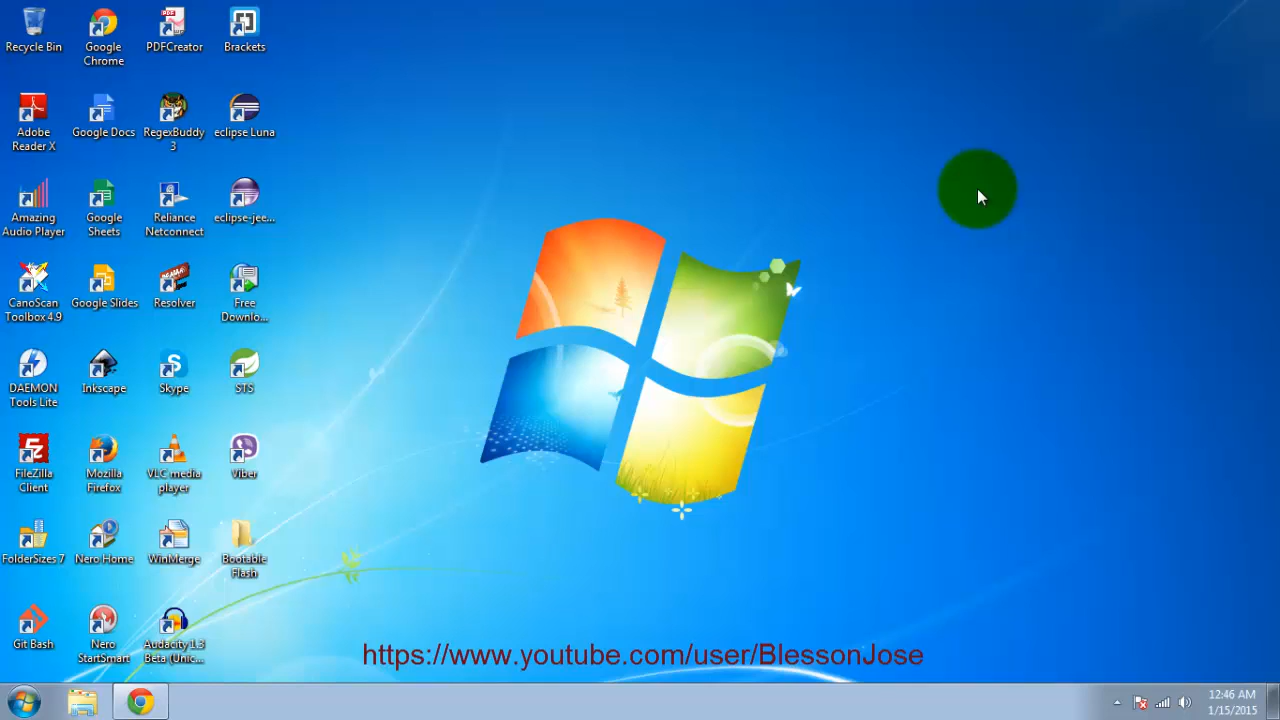 Recycle Bin
Google
Chrome
PDFCreator
Brackets
Adobe
Reader X
Google Docs
RegexBuddy
3
eclipse Luna
Amazing
Audio Player
Google
Sheets
Reliance
Netconnect
eclipse-jee...
CanoScan
Toolbox 4.9
Google Slides
Resolver
Free
Downlo...
DAEMON
Tools Lite
Inkscape
Skype
STS
FileZilla
Client
Mozilla
Firefox
VLC media
player
Viber
FolderSizes 7
Nero Home
WinMerge
Bootable
Flash
Git Bash
Nero
StartSmart
Audacity 1.3
Beta (Unic...
https://www.youtube.com/user/BlessonJose
12:46 AM
1/15/2015